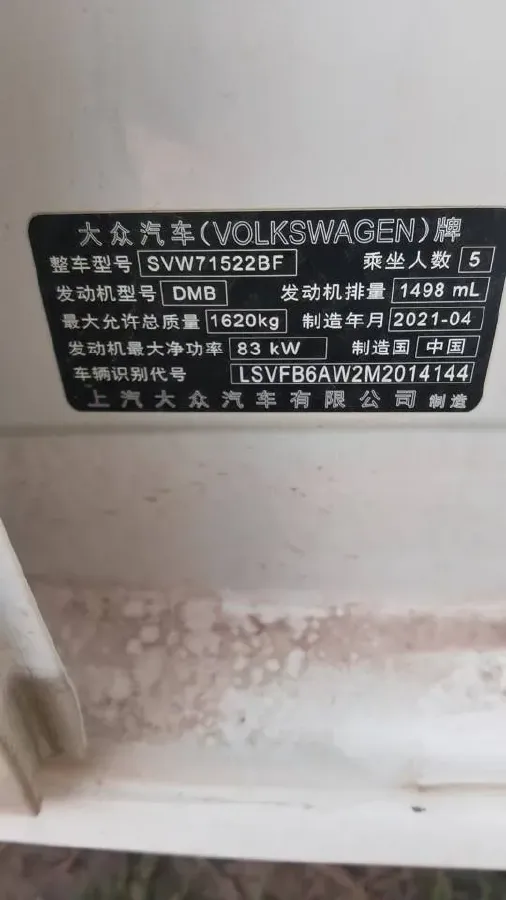 大众汽车(VOLKSWAGEN)牌
整车型号 SVW71522BF 乘坐人数 5
发动机型号 DMB 发动机排量 1498 mL
最大允许总质量 1620kg 制造年月 2021-04
发动机最大净功率 83 kW 制造国 中国
车辆识别代号 LSVFB6AW2M2014144
上汽大众汽车有限公司 制造